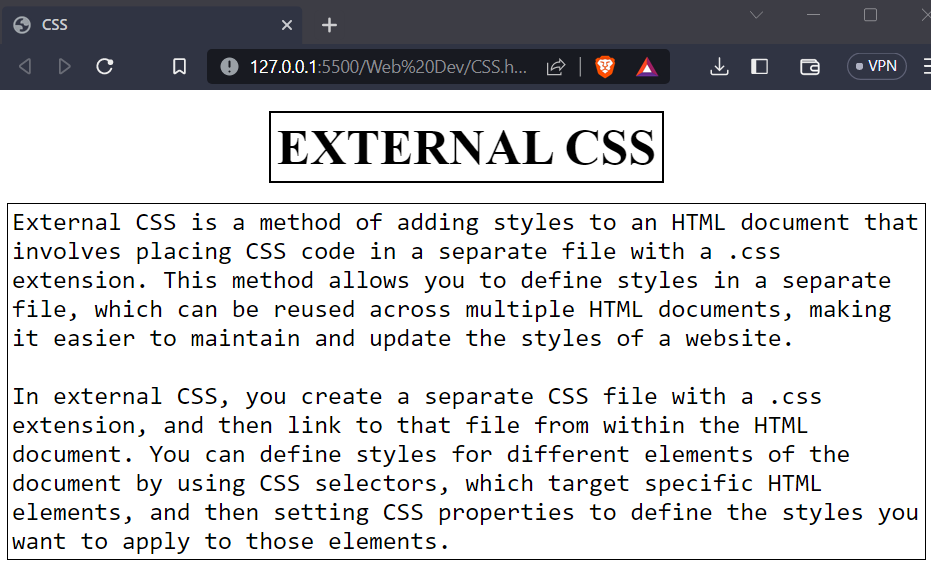 CSS
127.0.0.1:5500/Web%20Dev/CSS.h...
VPN
EXTERNAL CSS
External CSS is a method of adding styles to an HTML document that
involves placing CSS code in a separate file with a .css
extension. This method allows you to define styles in a separate
file, which can be reused across multiple HTML documents, making
it easier to maintain and update the styles of a website.
In external CSS, you create a separate CSS file with a .css
extension, and then link to that file from within the HTML
document. You can define styles for different elements of the
document by using CSS selectors, which target specific HTML
elements, and then setting CSS properties to define the styles you
want to apply to those elements.